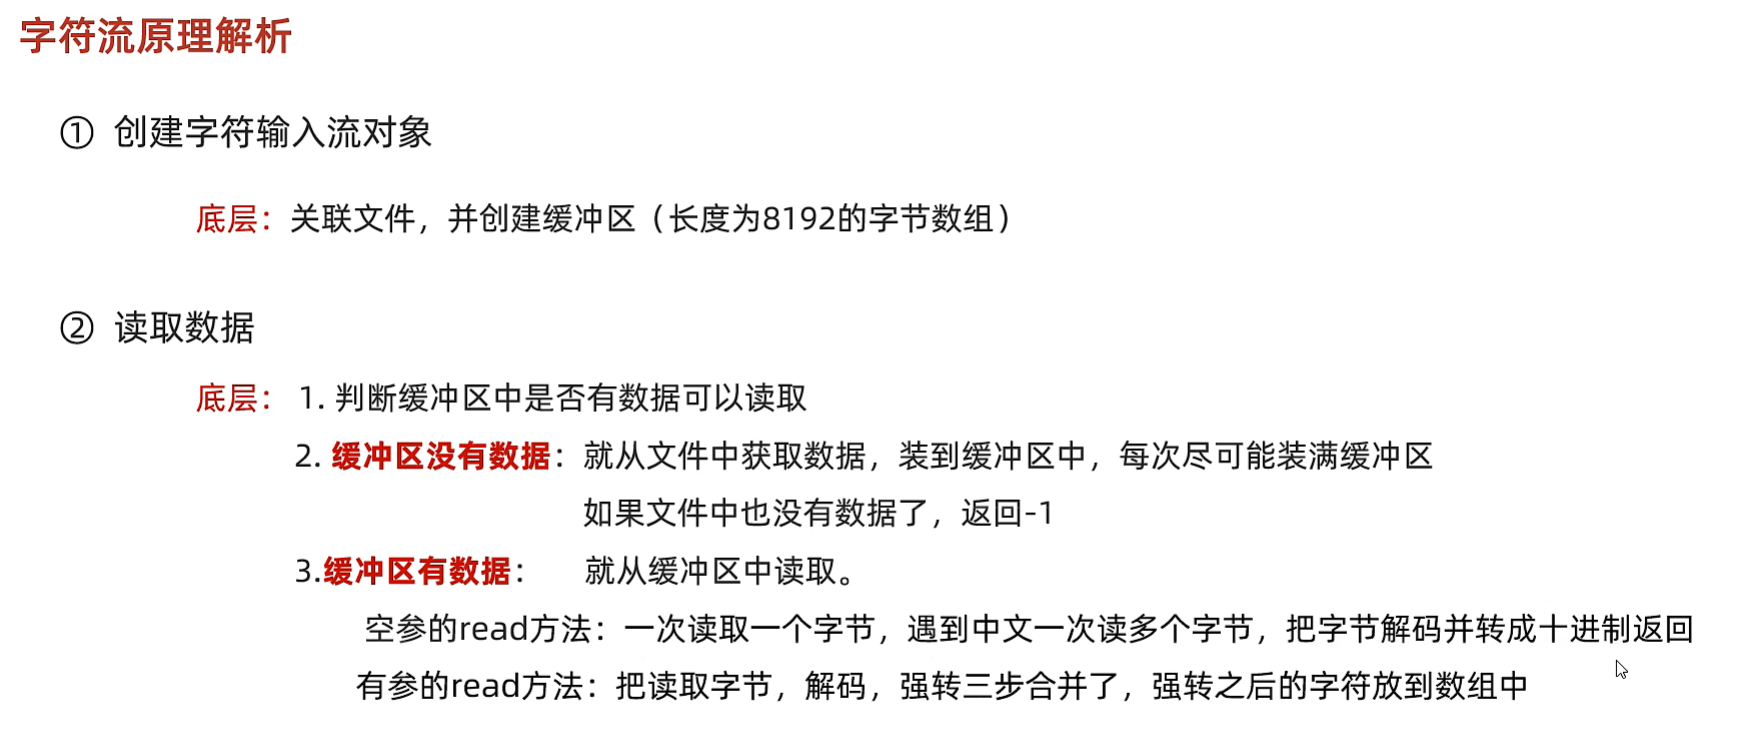 字符流原理解析
① 创建字符输入流对象
底层：关联文件，并创建缓冲区（长度为8192的字节数组）
② 读取数据
底层： 1. 判断缓冲区中是否有数据可以读取
2. 缓冲区没有数据：就从文件中获取数据，装到缓冲区中，每次尽可能装满缓冲区
如果文件中也没有数据了，返回-1
3.缓冲区有数据： 就从缓冲区中读取。
空参的read方法：一次读取一个字节，遇到中文一次读多个字节，把字节解码并转成十进制返回
有参的read方法：把读取字节，解码，强转三步合并了，强转之后的字符放到数组中